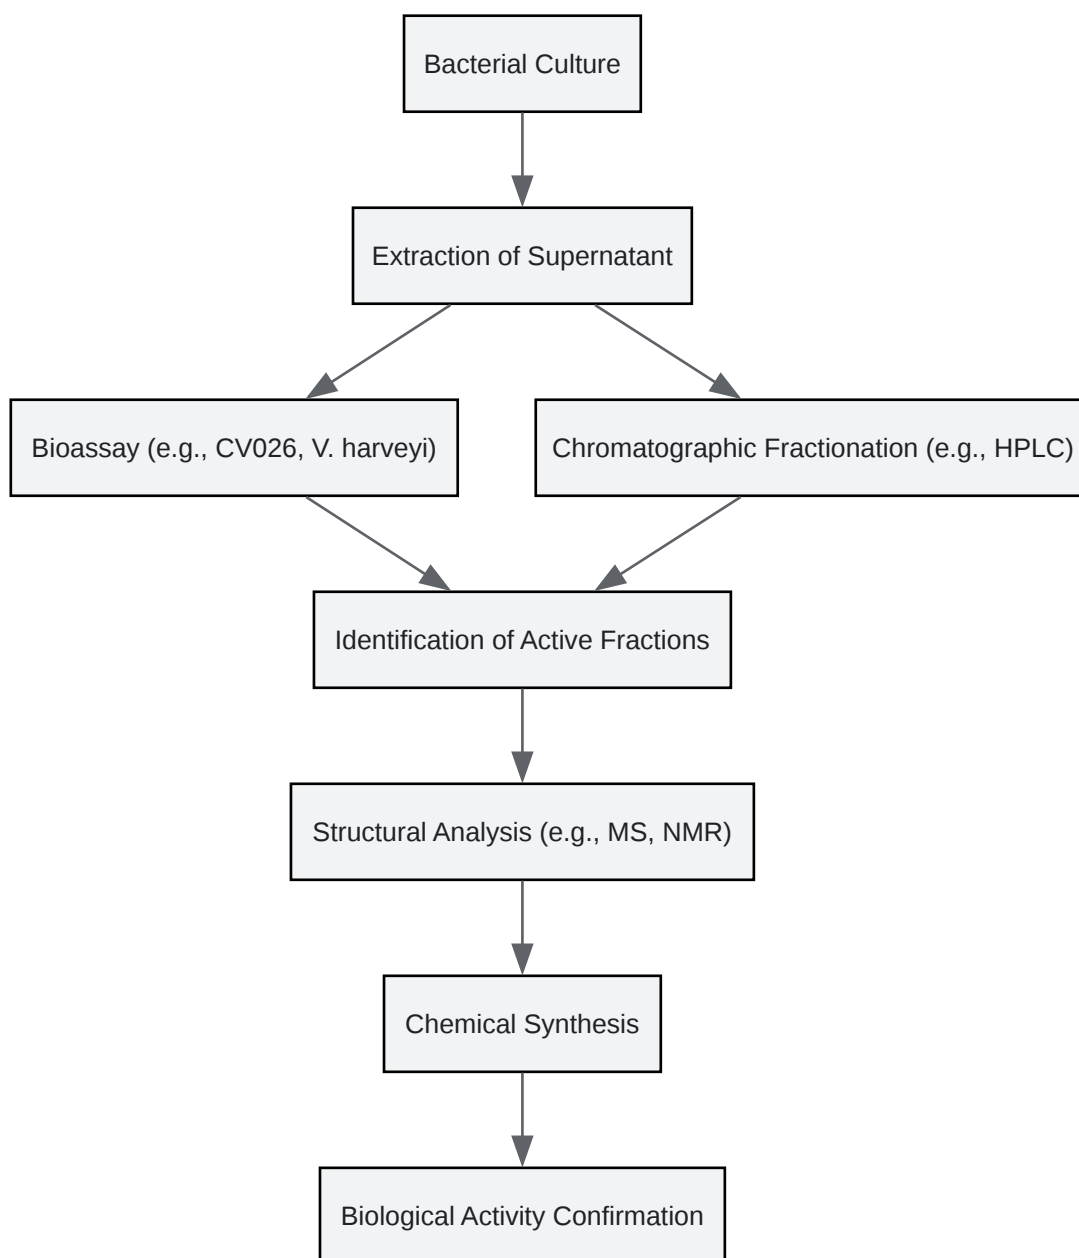 Bacterial Culture
Extraction of Supernatant
Bioassay (e.g., CV026, V. harveyi)
Chromatographic Fractionation (e.g., HPLC)
Identification of Active Fractions
Structural Analysis (e.g., MS, NMR)
Chemical Synthesis
Biological Activity Confirmation